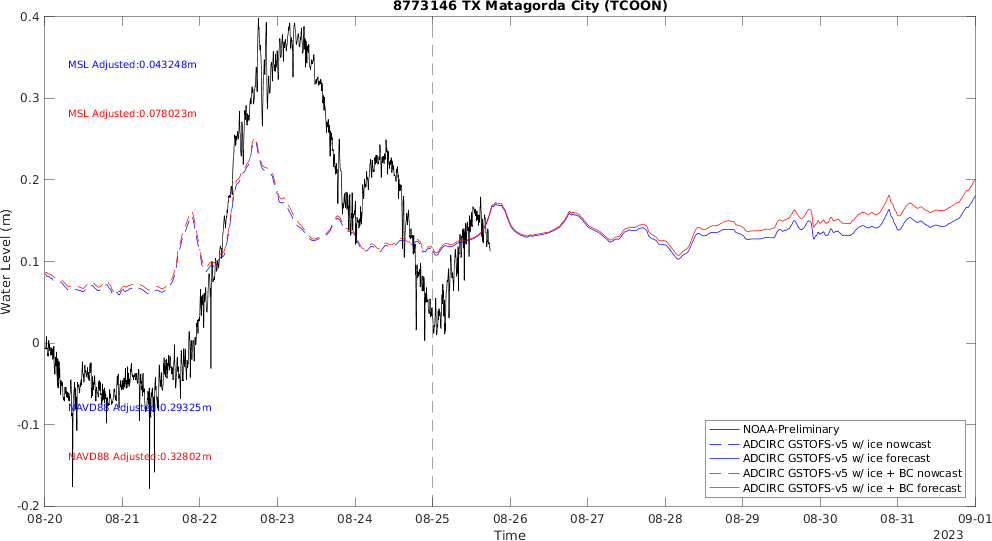 8773146 TX Matagorda City (TCOON)
0.4
0.3
0.2
0.1
0
-0.1
-0.2
Water Level (m)
MSL Adjusted:0.043248m
MSL Adjusted:0.078023m
NAVD88 Adjusted:0.29325m
NAVD88 Adjusted:0.32802m
NOAA-Preliminary
ADCIRC GSTOFS-v5 w/ ice nowcast
ADCIRC GSTOFS-v5 w/ ice forecast
ADCIRC GSTOFS-v5 w/ ice + BC nowcast
ADCIRC GSTOFS-v5 w/ ice + BC forecast
08-20 08-21 08-22 08-23 08-24 08-25 08-26 08-27 08-28 08-29 08-30 08-31 09-01
Time
2023